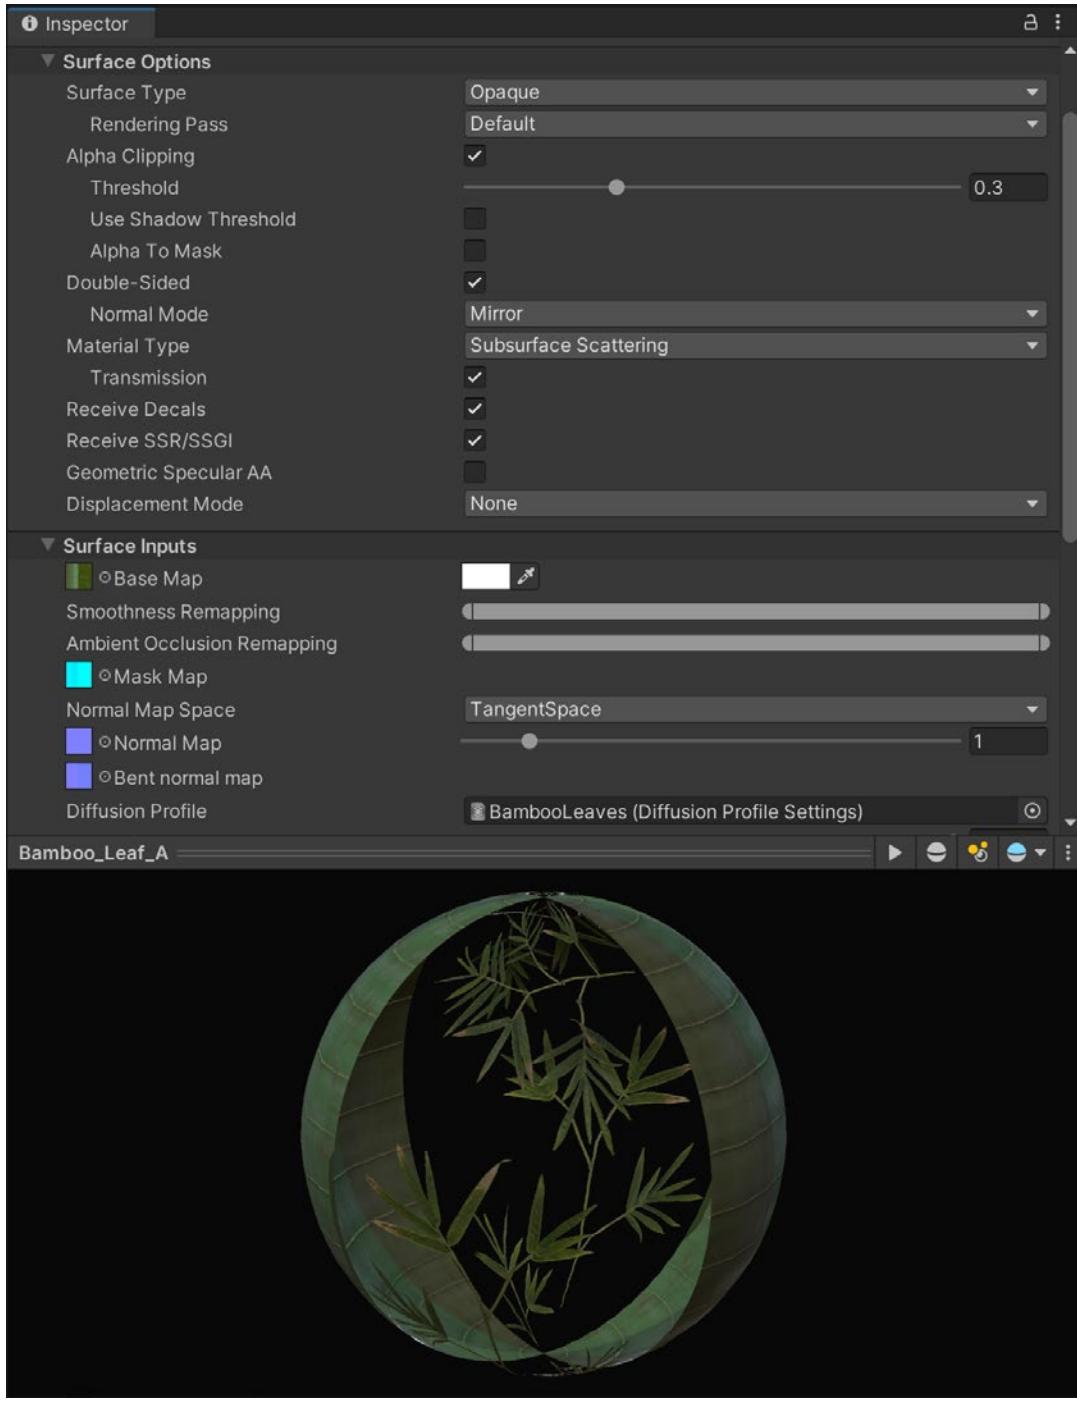 Inspector
Surface Options
Surface Type Opaque
Rendering Pass Default
Alpha Clipping
Threshold 0.3
Use Shadow Threshold
Alpha To Mask
Double-Sided
Normal Mode Mirror
Material Type Subsurface Scattering
Transmission
Receive Decals
Receive SSR/SSGI
Geometric Specular AA
Displacement Mode None
Surface Inputs
Base Map
Smoothness Remapping
Ambient Occlusion Remapping
Mask Map
Normal Map Space TangentSpace
Normal Map 1
Bent normal map
Diffusion Profile BambooLeaves (Diffusion Profile Settings)
Bamboo_Leaf_A